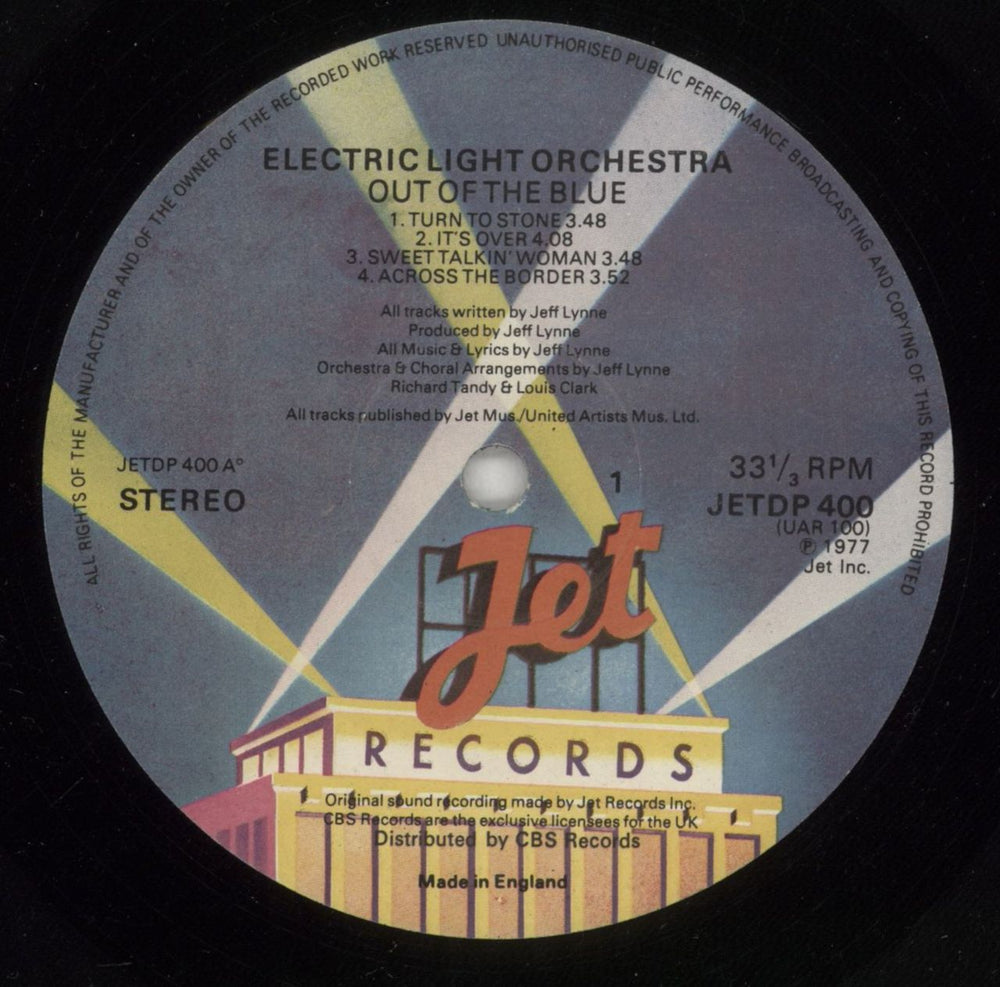 ALL RIGHTS OF THE MANUFACTURER AND OF THE OWNER OF THE RECORDED WORK RESERVED UNAUTHORISED PUBLIC PERFORMANCE BROADCASTING AND COPYING OF THIS RECORD PROHIBITED
ELECTRIC LIGHT ORCHESTRA
OUT OF THE BLUE
1. TURN TO STONE 3.48
2. IT'S OVER 4.08
3. SWEET TALKIN' WOMAN 3.48
4. ACROSS THE BORDER 3.52
All tracks written by Jeff Lynne
Produced by Jeff Lynne
All Music & Lyrics by Jeff Lynne
Orchestra & Choral Arrangements by Jeff Lynne
Richard Tandy & Louis Clark
All tracks published by Jet Mus./United Artists Mus. Ltd.
JETDP 400 A°
STEREO
1
33 1/3 RPM
JETDP 400
(UAR 100)
℗ 1977
Jet Inc.
Jet
RECORDS
Original sound recording made by Jet Records Inc.
CBS Records are the exclusive licensees for the UK
Distributed by CBS Records
Made in England